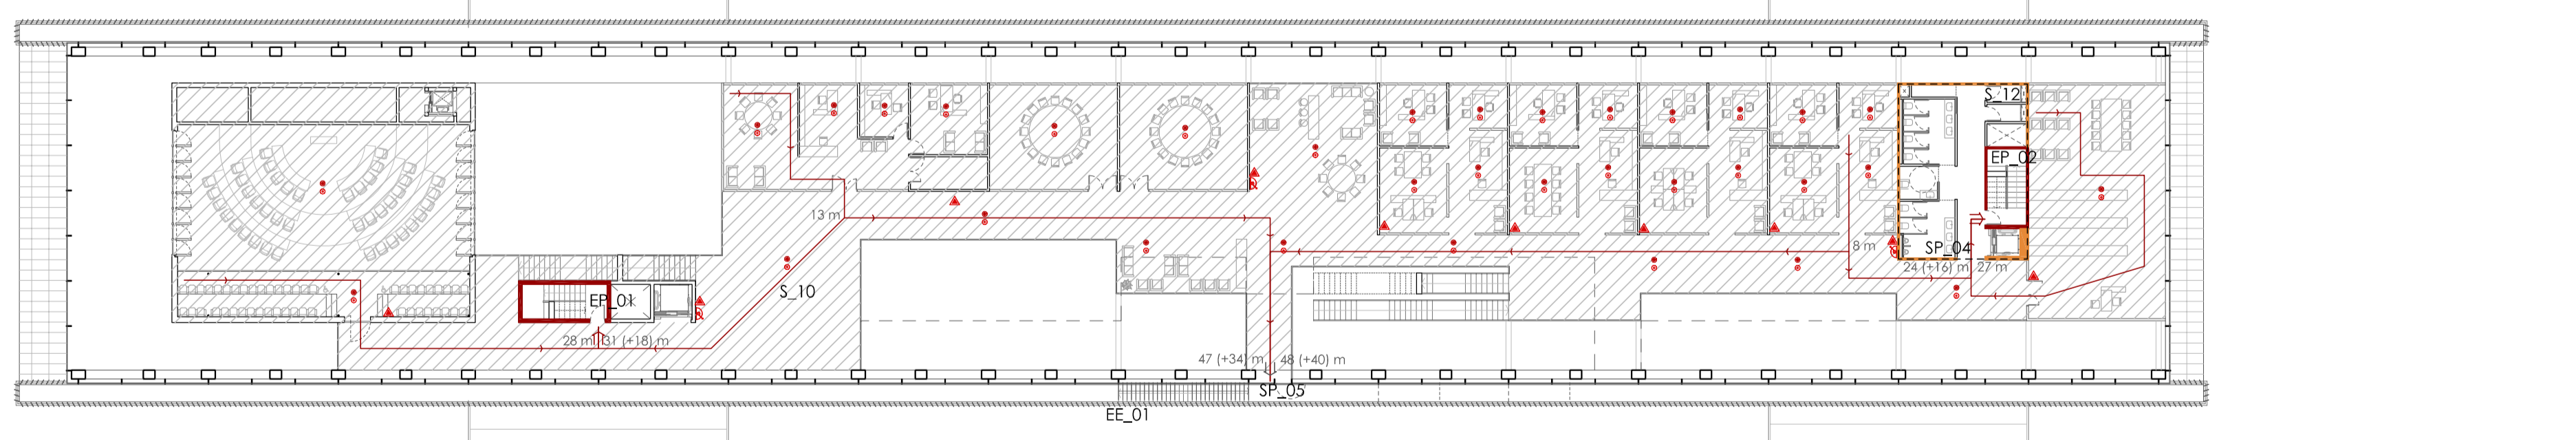 S_12
EP_02
13 m
8 m
SP_04
24 (+16) m 27 m
S_10
EP_01
28 m 31 (+18) m
47 (+34) m 48 (+40) m
SP_05
EE_01